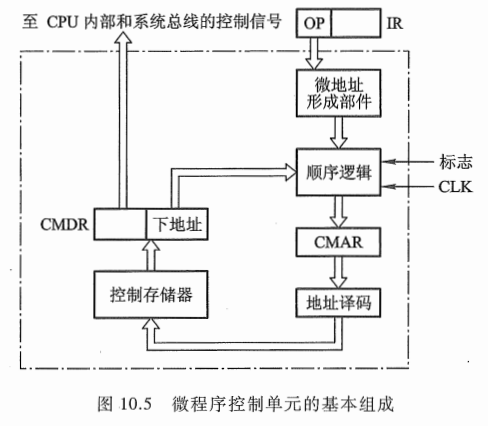 至 CPU 内部和系统总线的控制信号
OP
IR
微地址
形成部件
顺序逻辑
标志
CLK
CMDR
下地址
CMAR
控制存储器
地址译码
图 10.5 微程序控制单元的基本组成